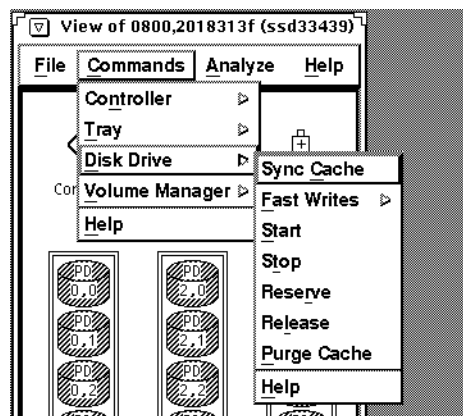 View of 0800,2018313f (ssd33439)
File Commands Analyze Help
Controller
Tray
Disk Drive
Volume Manager
Help
Sync Cache
Fast Writes
Start
Stop
Reserve
Release
Purge Cache
Help
Con
PD 0,0
PD 2,0
PD 0,1
PD 2,1
PD 0,2
PD 2,2